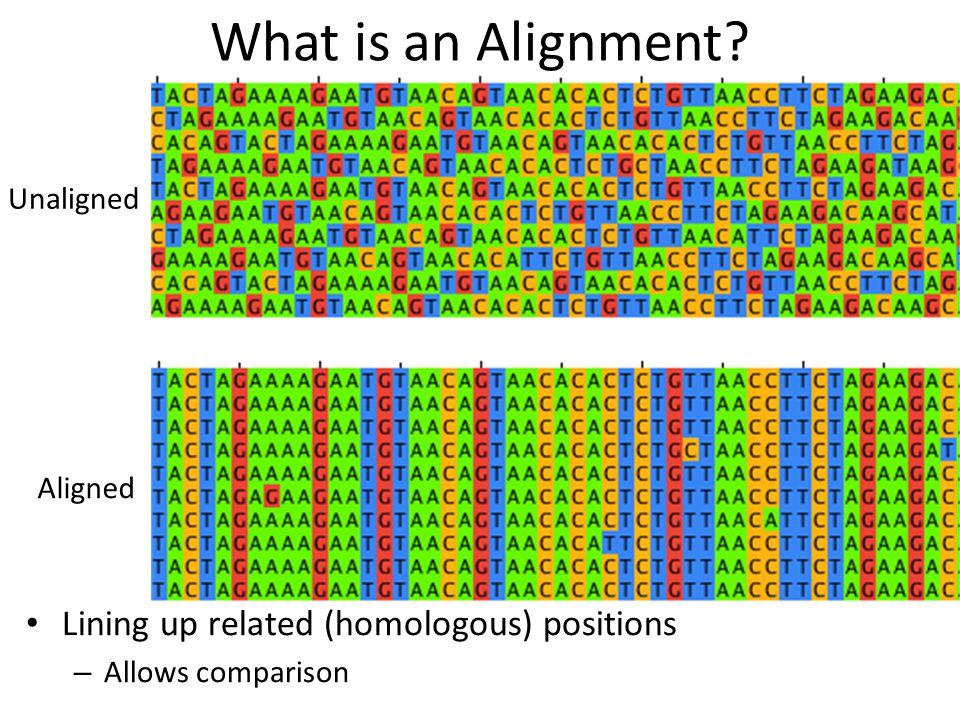 What is an Alignment?
TACTAGAAAAGAATGTAACAGTAACACACTCTGTTAACCTTCTAGAAGAC
CTAGAAAAGAATGTAACAGTAACACACTCTGTTAACCTTCTAGAAGACAA
CACAGTACTAGAAAAGAATGTAACAGTAACACACTCTGTTAACCTTCTAG
TAGAAAAGAATGTAACAGTAACACACTCTGCTAACCTTCTAGAAGATAAG
Unaligned
TACTAGAAAAGAATGTAACAGTAACACACTCTGTTAACCTTCTAGAAGAC
AGAAGAATGTAACAGTAACACACTCTGTTAACCTTCTAGAAGACAAGCAT
CTAGAAAAGAATGTAACAGTAACACACTCTGTTAACATTCTAGAAGACAA
GAAAAGAATGTAACAGTAACACATTCTGTTAACCTTCTAGAAGACAAGCA
CACAGTACTAGAAAAGAATGTAACAGTAACACACTCTGTTAACCTTCTAG
AGAAAAGAATGTAACAGTAACACACTCTGTTAACCTTCTAGAAGACAAGC
TACTAGAAAAGAATGTAACAGTAACACACTCTGTTAACCTTCTAGAAGAC
TACTAGAAAAGAATGTAACAGTAACACACTCTGTTAACCTTCTAGAAGAC
TACTAGAAAAGAATGTAACAGTAACACACTCTGTTAACCTTCTAGAAGAC
TACTAGAAAAGAATGTAACAGTAACACACTCTGCTAACCTTCTAGAAGAT
TACTAGAAAAGAATGTAACAGTAACACACTCTGTTAACCTTCTAGAAGAC
Aligned
TACTAGAGAAGAATGTAACAGTAACACACTCTGTTAACCTTCTAGAAGAC
TACTAGAAAAGAATGTAACAGTAACACACTCTGTTAACATTCTAGAAGAC
TACTAGAAAAGAATGTAACAGTAACACATTCTGTTAACCTTCTAGAAGAC
TACTAGAAAAGAATGTAACAGTAACACACTCTGTTAACCTTCTAGAAGAC
TACTAGAAAAGAATGTAACAGTAACACACTCTGTTAACCTTCTAGAAGAC
• Lining up related (homologous) positions
– Allows comparison